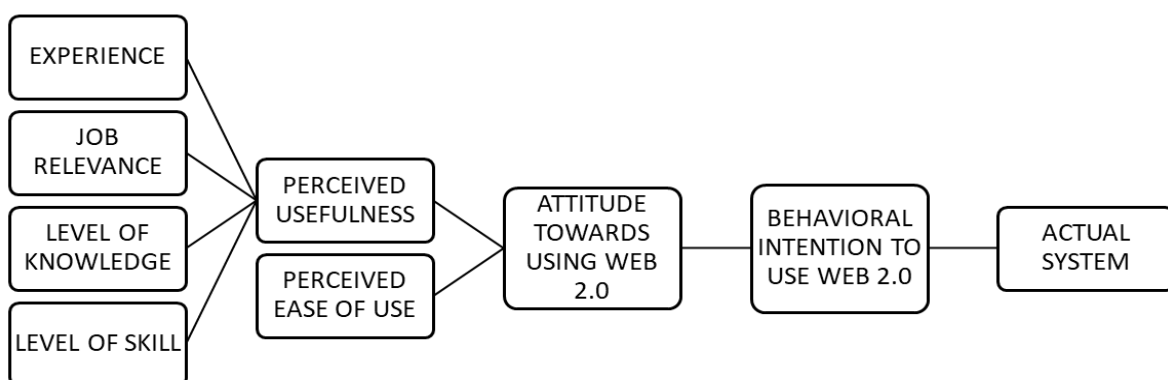 EXPERIENCE
JOB
RELEVANCE
LEVEL OF
KNOWLEDGE
LEVEL OF SKILL
PERCEIVED
USEFULNESS
PERCEIVED
EASE OF USE
ATTITUDE
TOWARDS
USING WEB
2.0
BEHAVIORAL
INTENTION TO
USE WEB 2.0
ACTUAL
SYSTEM